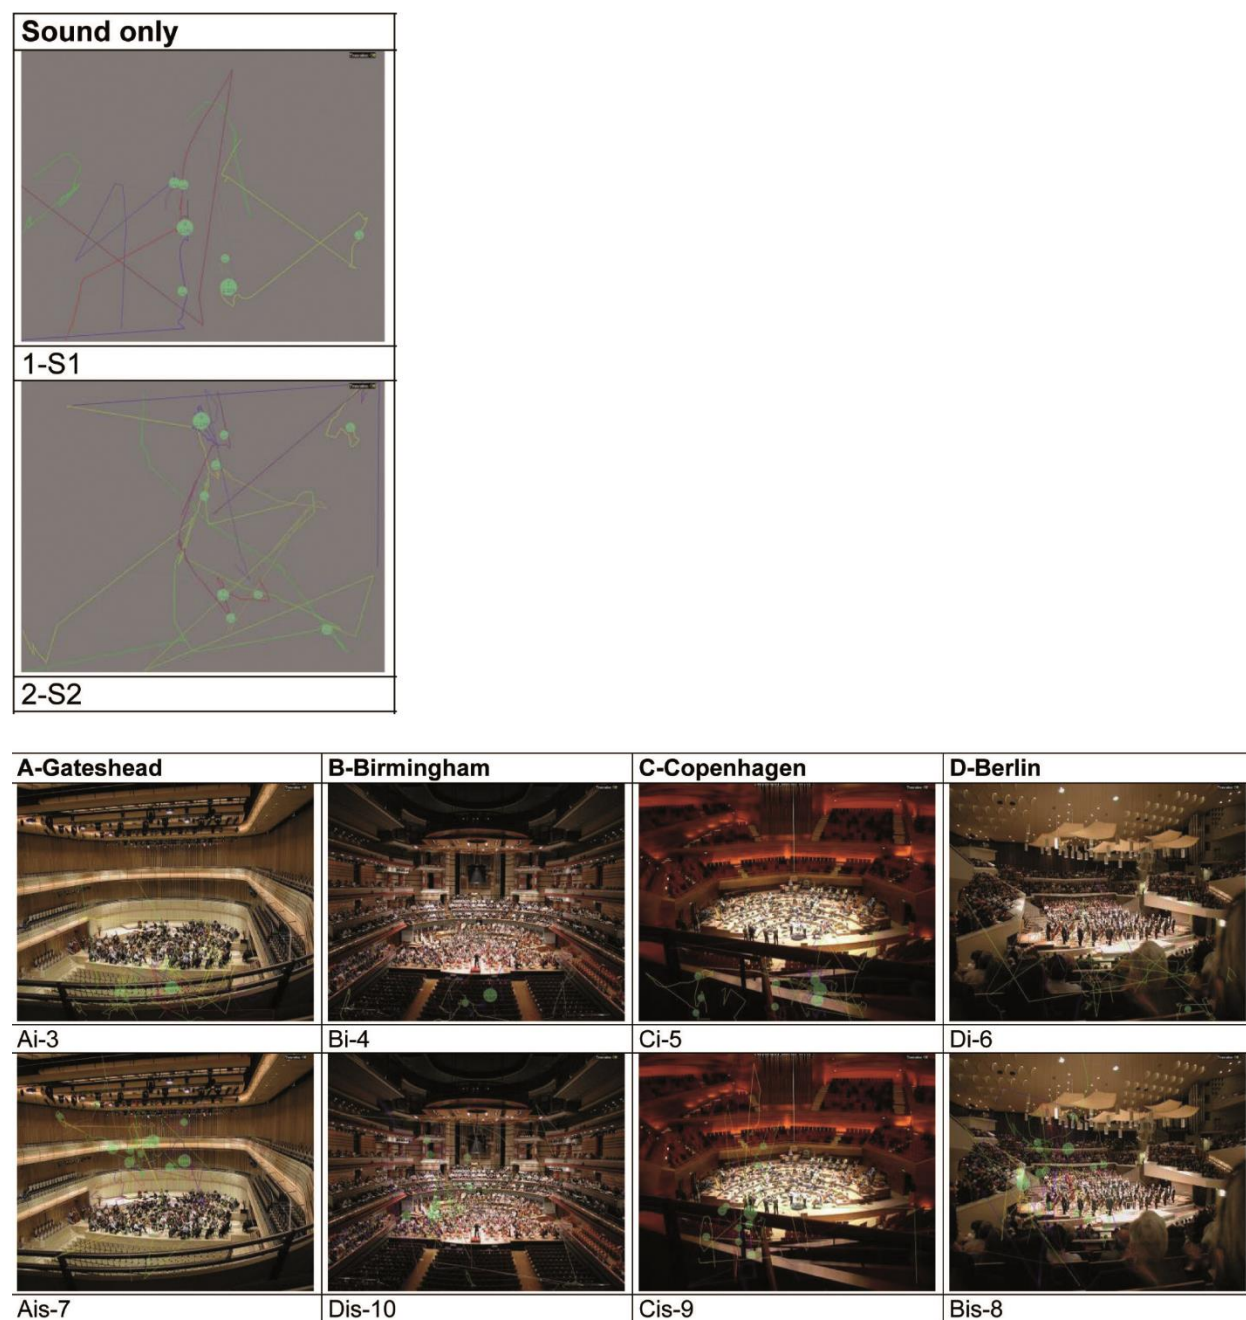 Sound only
1-S1
2-S2
A-Gateshead B-Birmingham C-Copenhagen D-Berlin
Ai-3 Bi-4 Ci-5 Di-6
Ais-7 Dis-10 Cis-9 Bis-8